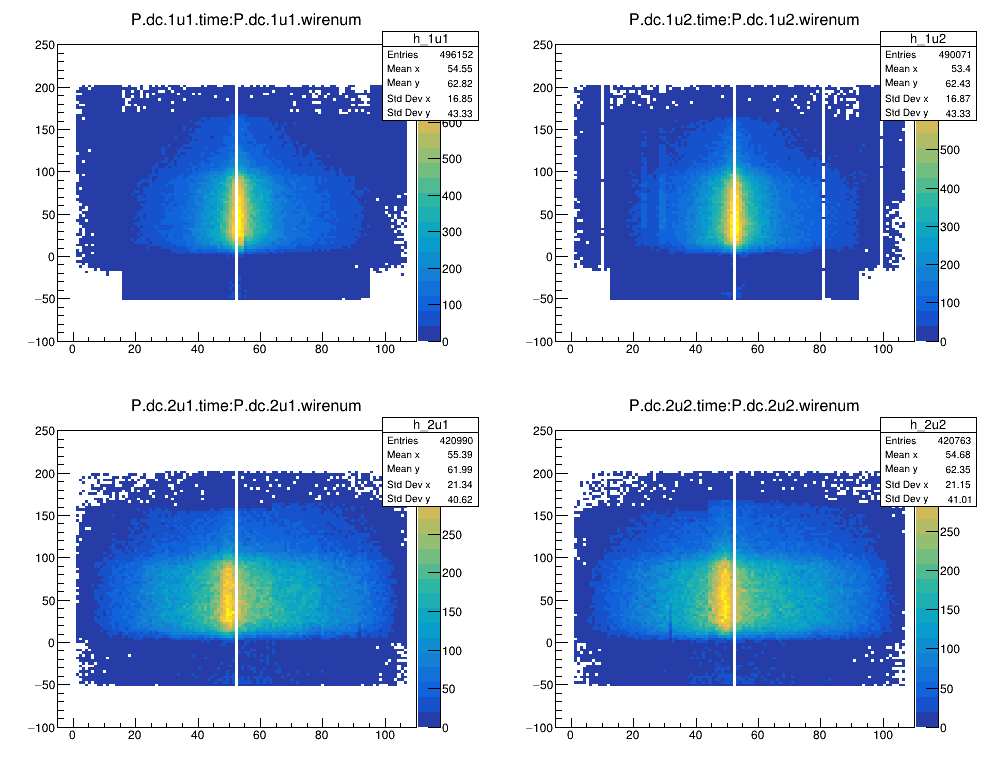 P.dc.1u1.time:P.dc.1u1.wirenum
h_1u1
Entries 496152
Mean x 54.55
Mean y 62.82
Std Dev x 16.85
Std Dev y 43.33
250
200
150
100
50
0
−50
−100
0 20 40 60 80 100
600
500
400
300
200
100
0
P.dc.1u2.time:P.dc.1u2.wirenum
h_1u2
Entries 490071
Mean x 53.4
Mean y 62.43
Std Dev x 16.87
Std Dev y 43.33
250
200
150
100
50
0
−50
−100
0 20 40 60 80 100
500
400
300
200
100
0
P.dc.2u1.time:P.dc.2u1.wirenum
h_2u1
Entries 420990
Mean x 55.39
Mean y 61.99
Std Dev x 21.34
Std Dev y 40.62
250
200
150
100
50
0
−50
−100
0 20 40 60 80 100
250
200
150
100
50
0
P.dc.2u2.time:P.dc.2u2.wirenum
h_2u2
Entries 420763
Mean x 54.68
Mean y 62.35
Std Dev x 21.15
Std Dev y 41.01
250
200
150
100
50
0
−50
−100
0 20 40 60 80 100
250
200
150
100
50
0